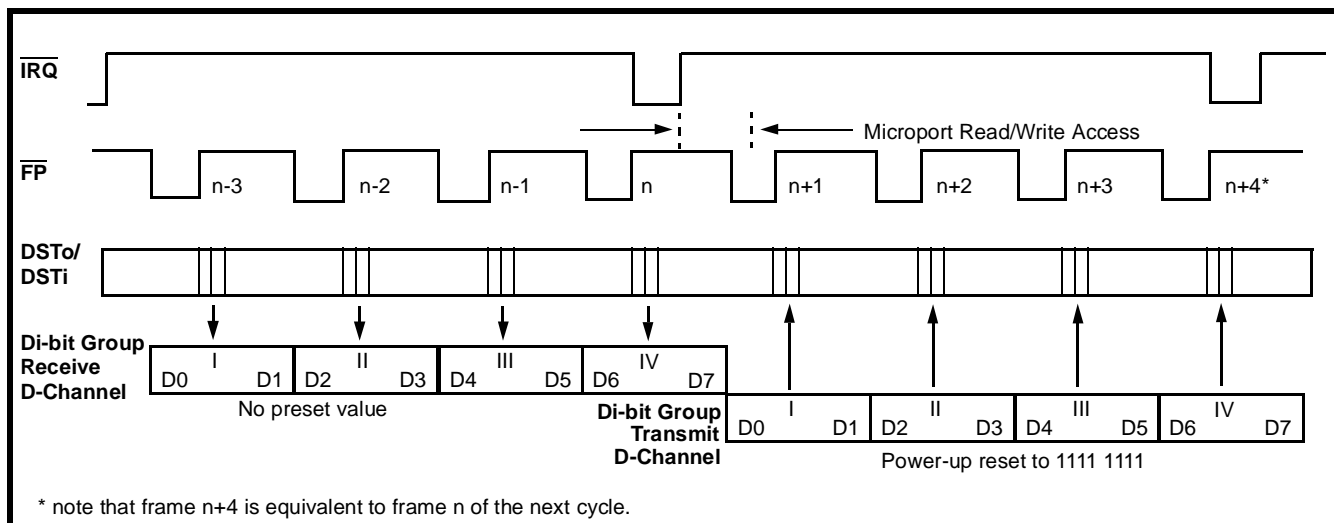 IRQ
Microport Read/Write Access
FP
n-3 n-2 n-1 n n+1 n+2 n+3 n+4*
DSTo/
DSTi
Di-bit Group
Receive
D-Channel
I II III IV
D0 D1 D2 D3 D4 D5 D6 D7
No preset value
Di-bit Group
Transmit
D-Channel
I II III IV
D0 D1 D2 D3 D4 D5 D6 D7
Power-up reset to 1111 1111
* note that frame n+4 is equivalent to frame n of the next cycle.